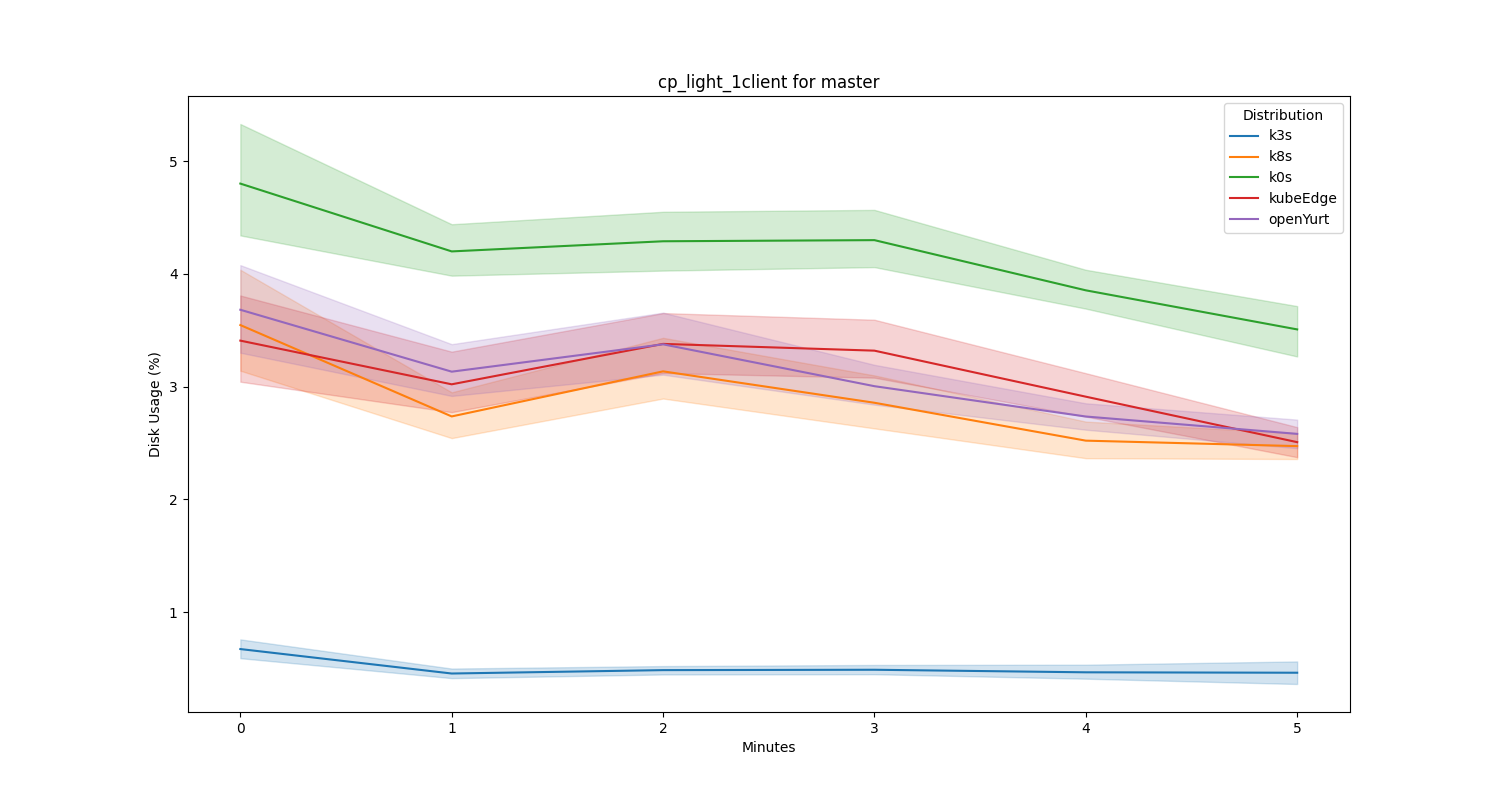 cp_light_1client for master
Disk Usage (%)
5
4
3
2
1
0 1 2 3 4 5
Minutes
Distribution
k3s
k8s
k0s
kubeEdge
openYurt